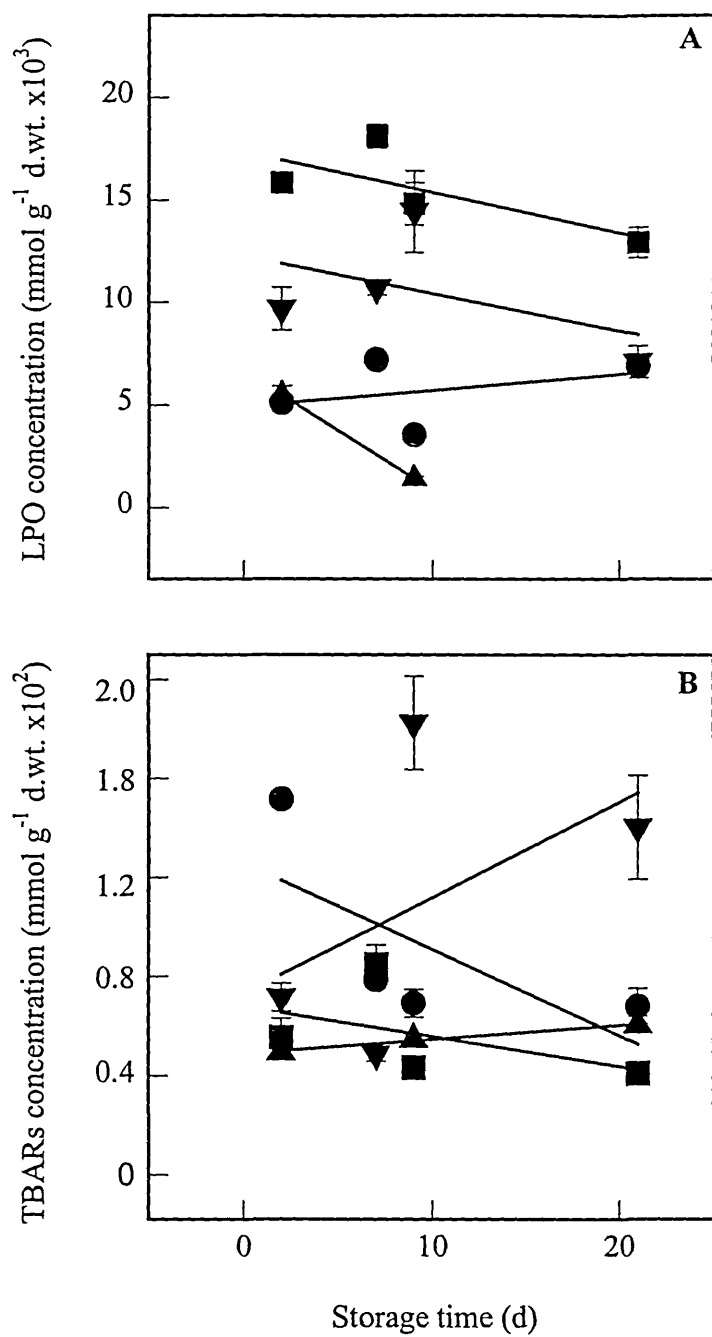 A
LPO concentration (mmol g⁻¹ d.wt. x10³)
20
15
10
5
0
B
TBARs concentration (mmol g⁻¹ d.wt. x10²)
2.0
1.8
1.2
0.8
0.4
0
0 10 20
Storage time (d)